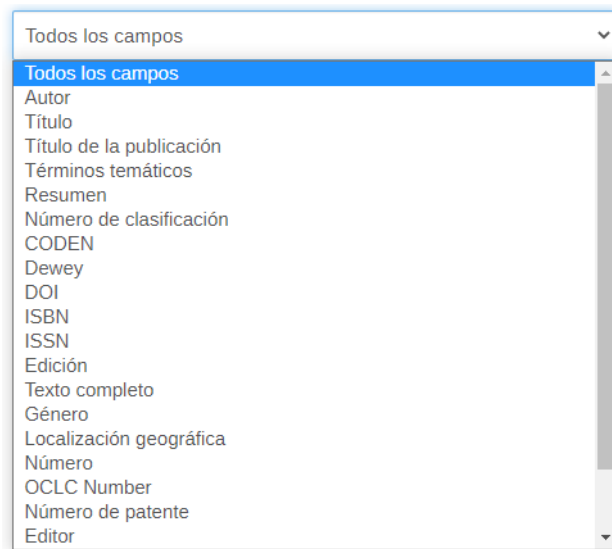 Todos los campos
Todos los campos
Autor
Título
Título de la publicación
Términos temáticos
Resumen
Número de clasificación
CODEN
Dewey
DOI
ISBN
ISSN
Edición
Texto completo
Género
Localización geográfica
Número
OCLC Number
Número de patente
Editor